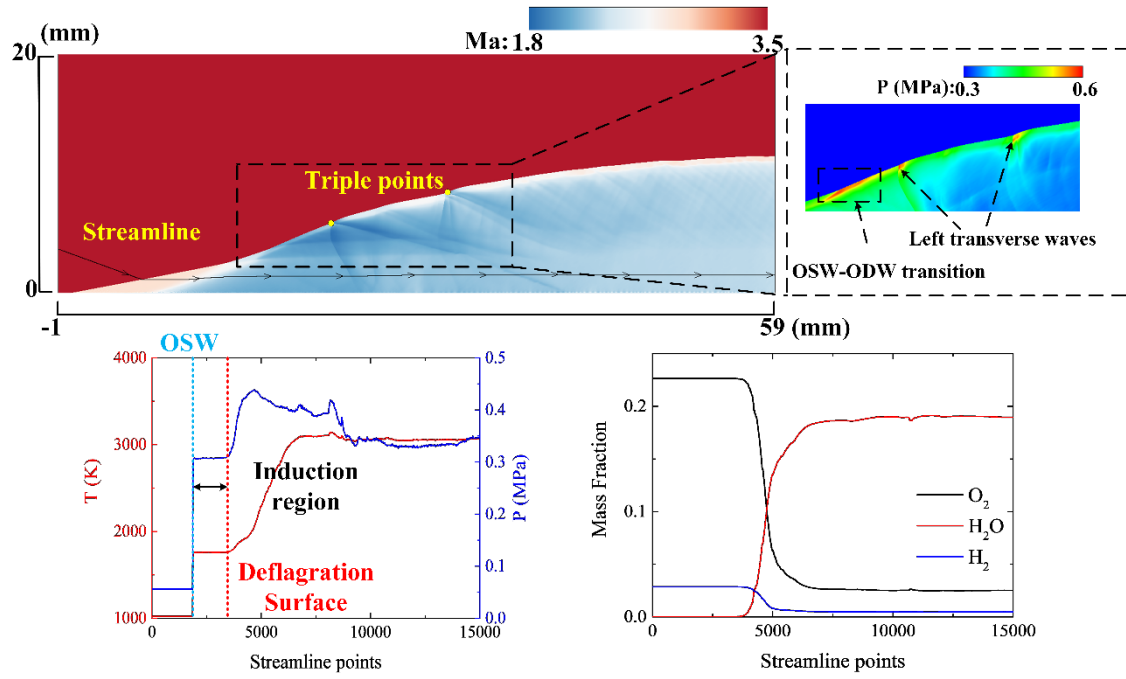 (mm)
20
0
Ma: 1.8
3.5
Triple points
Streamline
-1
59 (mm)
P (MPa):0.3
0.6
Left transverse waves
OSW-ODW transition
OSW
4000
3000
2000
1000
T (K)
0.5
0.4
0.3
0.2
0.1
0.0
P (MPa)
Induction
region
Deflagration
Surface
0
5000
10000
15000
Streamline points
Mass Fraction
0.2
0.1
0.0
O2
H2O
H2
0
5000
10000
15000
Streamline points